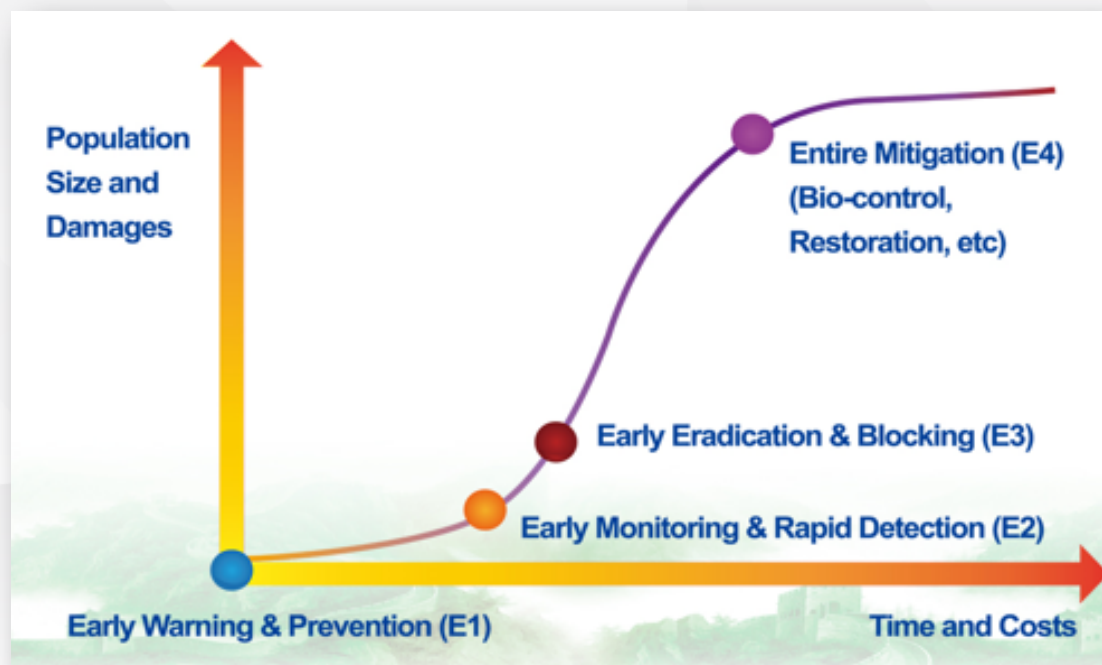 Population
Size and
Damages
Entire Mitigation (E4)
(Bio-control,
Restoration, etc)
Early Eradication & Blocking (E3)
Early Monitoring & Rapid Detection (E2)
Early Warning & Prevention (E1)
Time and Costs